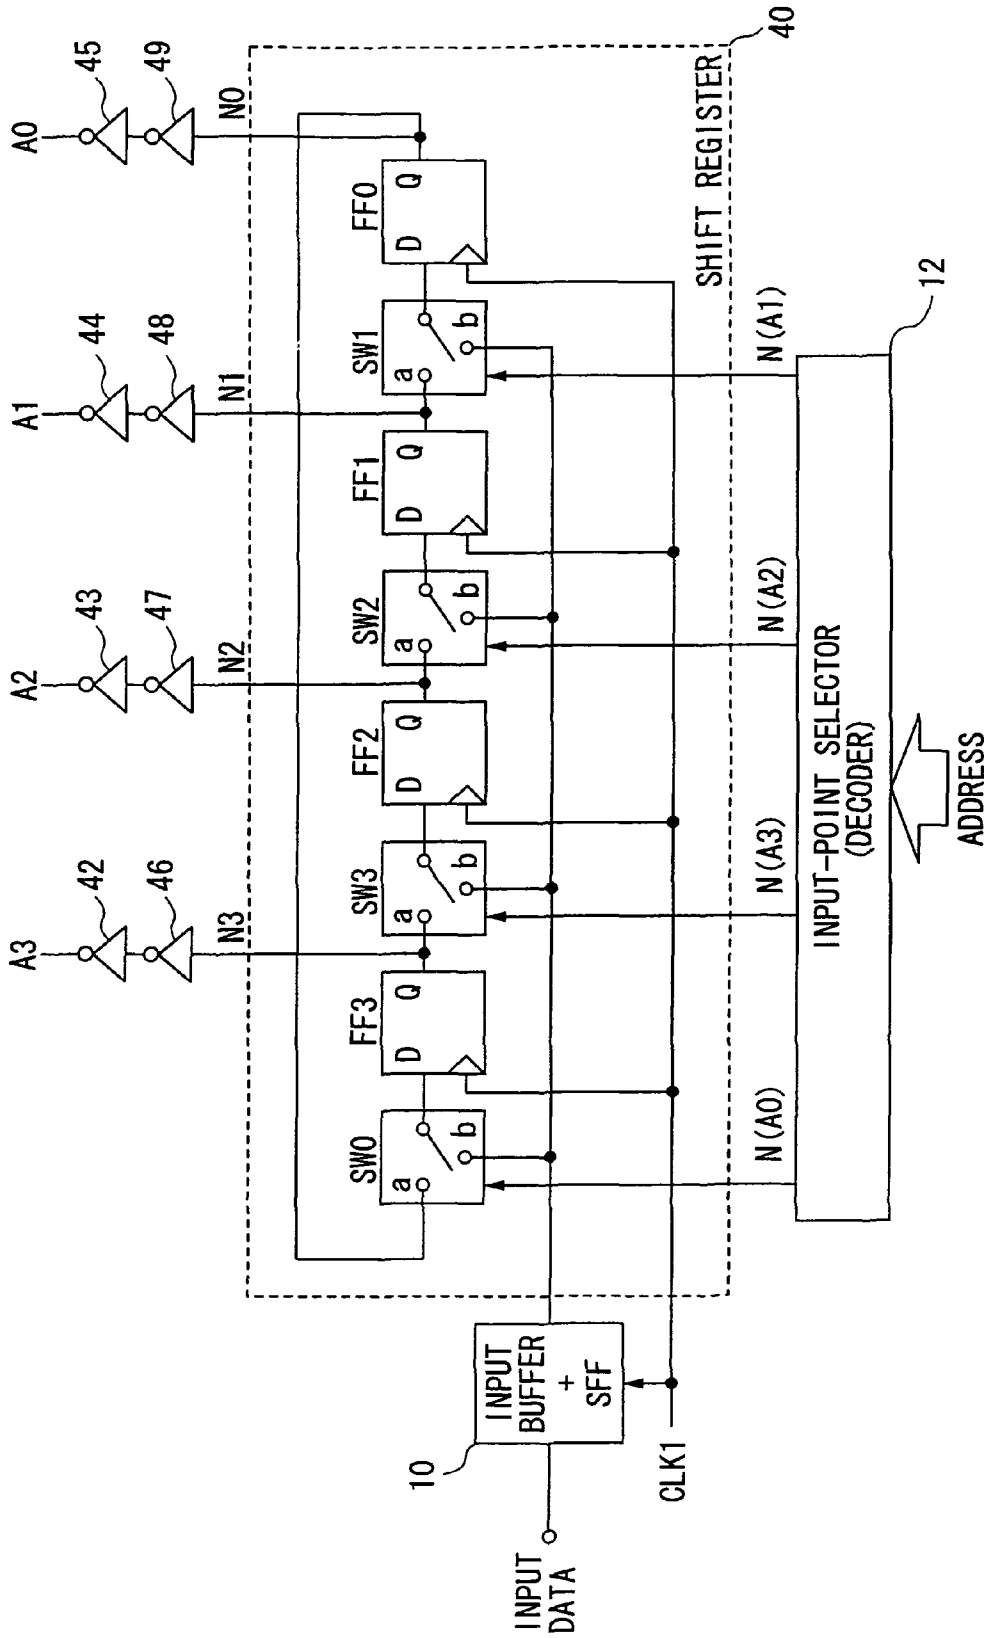 A3
A2
A1
A0
42
43
44
45
46
47
48
49
N3
N2
N1
N0
SW0
a
b
FF3
D
Q
SW3
a
b
FF2
D
Q
SW2
a
b
FF1
D
Q
SW1
a
b
FF0
D
Q
INPUT
DATA
10
INPUT
BUFFER
+
SFF
CLK1
SHIFT REGISTER
40
N(A0)
N(A3)
N(A2)
N(A1)
INPUT-POINT SELECTOR
(DECODER)
12
ADDRESS